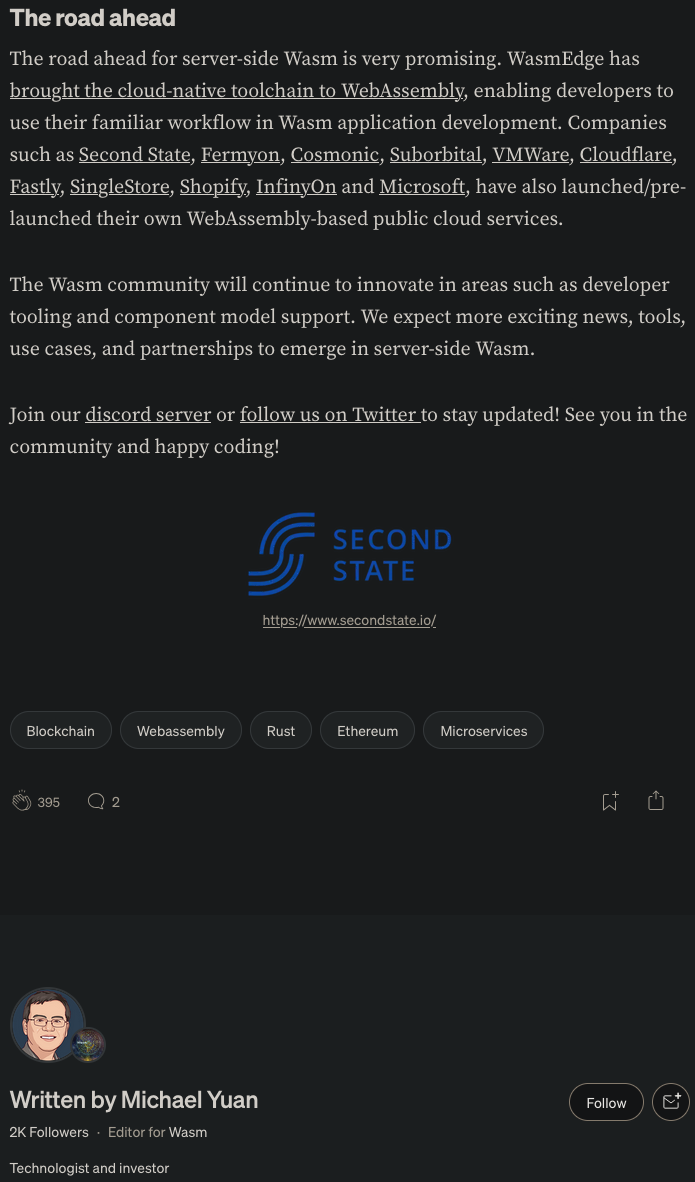 The road ahead
The road ahead for server-side Wasm is very promising. WasmEdge has
brought the cloud-native toolchain to WebAssembly, enabling developers to
use their familiar workflow in Wasm application development. Companies
such as Second State, Fermyon, Cosmonic, Suborbital, VMWare, Cloudflare,
Fastly, SingleStore, Shopify, InfinyOn and Microsoft, have also launched/pre-
launched their own WebAssembly-based public cloud services.
The Wasm community will continue to innovate in areas such as developer
tooling and component model support. We expect more exciting news, tools,
use cases, and partnerships to emerge in server-side Wasm.
Join our discord server or follow us on Twitter to stay updated! See you in the
community and happy coding!
SECOND
STATE
https://www.secondstate.io/
Blockchain Webassembly Rust Ethereum Microservices
395 2
Written by Michael Yuan
Follow
2K Followers · Editor for Wasm
Technologist and investor